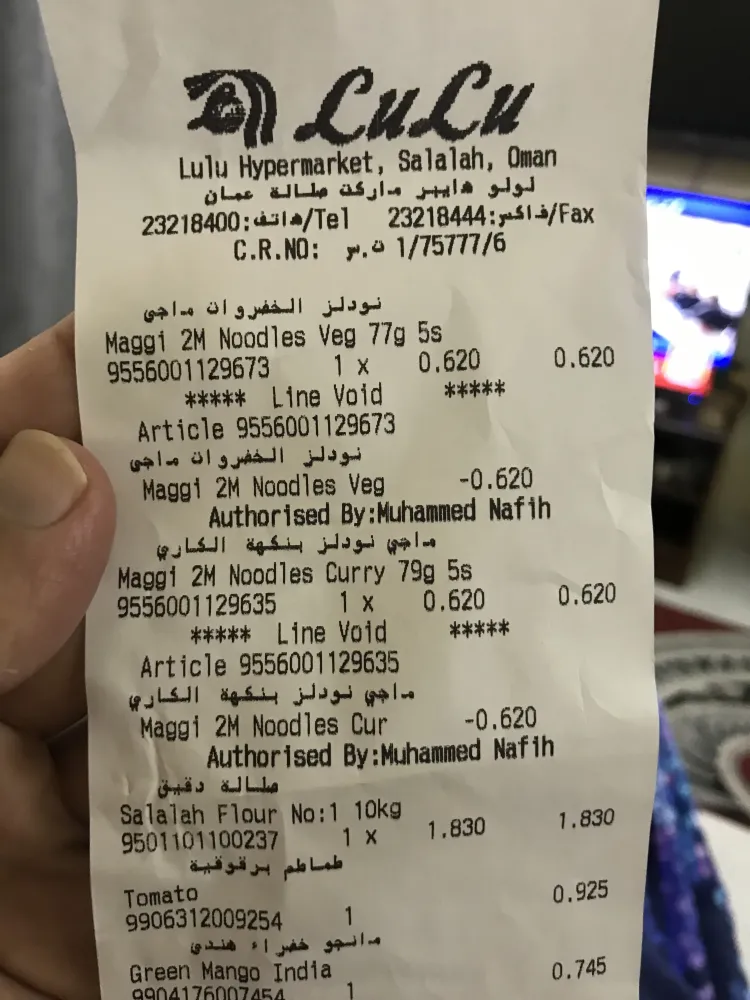 LuLu
Lulu Hypermarket, Salalah, Oman
لولو هايبر ماركت صلالة عمان
23218400:هاتف/Tel 23218444:فاكس/Fax
C.R.NO: س.ت 1/75777/6
نودلز الخضروات ماجي
Maggi 2M Noodles Veg 77g 5s
9556001129673 1 x 0.620 0.620
***** Line Void *****
Article 9556001129673
نودلز الخضروات ماجي
Maggi 2M Noodles Veg -0.620
Authorised By:Muhammed Nafih
ماجي نودلز بنكهة الكاري
Maggi 2M Noodles Curry 79g 5s
9556001129635 1 x 0.620 0.620
***** Line Void *****
Article 9556001129635
ماجي نودلز بنكهة الكاري
Maggi 2M Noodles Cur -0.620
Authorised By:Muhammed Nafih
صلالة دقيق
Salalah Flour No:1 10kg
9501101100237 1 x 1.830 1.830
طماطم برقوقية
Tomato 0.925
9906312009254 1
مانجو خضراء هندي
Green Mango India 0.745
9904176007454 1